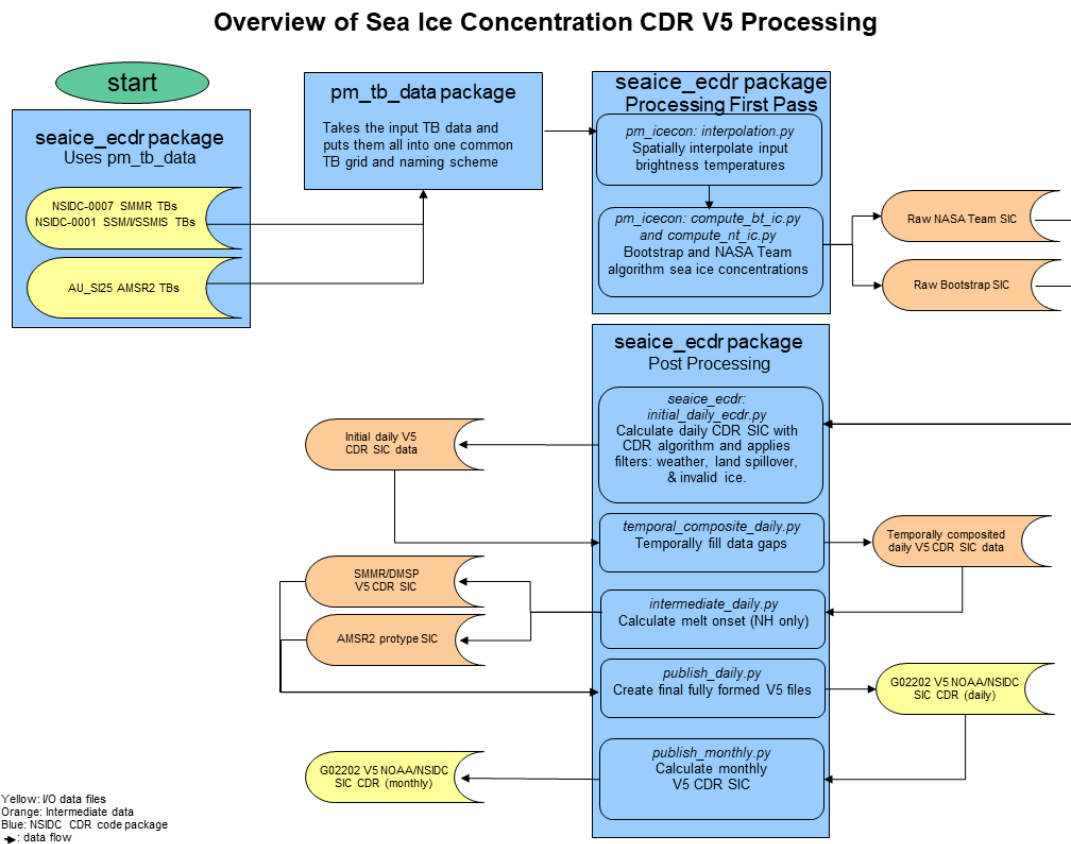 Overview of Sea Ice Concentration CDR V5 Processing
start
seaice_ecdr package
Uses pm_tb_data
NSIDC-0007 SMMR TBs
NSIDC-0001 SSM/I/SSMIS TBs
AU_SI25 AMSR2 TBs
pm_tb_data package
Takes the input TB data and
puts them all into one common
TB grid and naming scheme
seaice_ecdr package
Processing First Pass
pm_icecon: interpolation.py
Spatially interpolate input
brightness temperatures
pm_icecon: compute_bt_ic.py
and compute_nt_ic.py
Bootstrap and NASA Team
algorithm sea ice concentrations
Raw NASA Team SIC
Raw Bootstrap SIC
seaice_ecdr package
Post Processing
seaice_ecdr:
initial_daily_ecdr.py
Calculate daily CDR SIC with
CDR algorithm and applies
filters: weather, land spillover,
& invalid ice.
Initial daily V5
CDR SIC data
temporal_composite_daily.py
Temporally fill data gaps
Temporally composited
daily V5 CDR SIC data
SMMR/DMSP
V5 CDR SIC
AMSR2 protype SIC
intermediate_daily.py
Calculate melt onset (NH only)
publish_daily.py
Create final fully formed V5 files
G02202 V5 NOAA/NSIDC
SIC CDR (daily)
publish_monthly.py
Calculate monthly
V5 CDR SIC
G02202 V5 NOAA/NSIDC
SIC CDR (monthly)
Yellow: I/O data files
Orange: Intermediate data
Blue: NSIDC CDR code package
: data flow